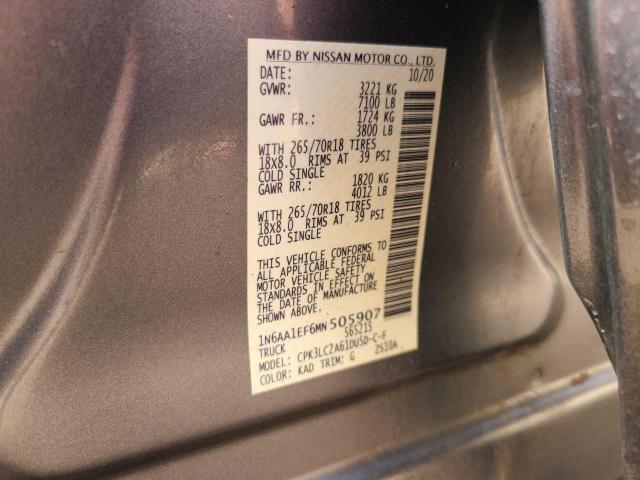 MFD BY NISSAN MOTOR CO., LTD.
DATE: 10/20
GVWR: 3221 KG
7100 LB
GAWR FR.: 1724 KG
3800 LB
WITH 265/70R18 TIRES
18X8.0 RIMS AT 39 PSI
COLD SINGLE
GAWR RR.: 1820 KG
4012 LB
WITH 265/70R18 TIRES
18X8.0 RIMS AT 39 PSI
COLD SINGLE
THIS VEHICLE CONFORMS TO
ALL APPLICABLE FEDERAL
MOTOR VEHICLE SAFETY
STANDARDS IN EFFECT ON
THE DATE OF MANUFACTURE
SHOWN ABOVE.
1N6AA1EF6MN505907
TRUCK 565215
MODEL: CPK3LC2A61DUSD-C-F
COLOR: KAD TRIM: G 2510A